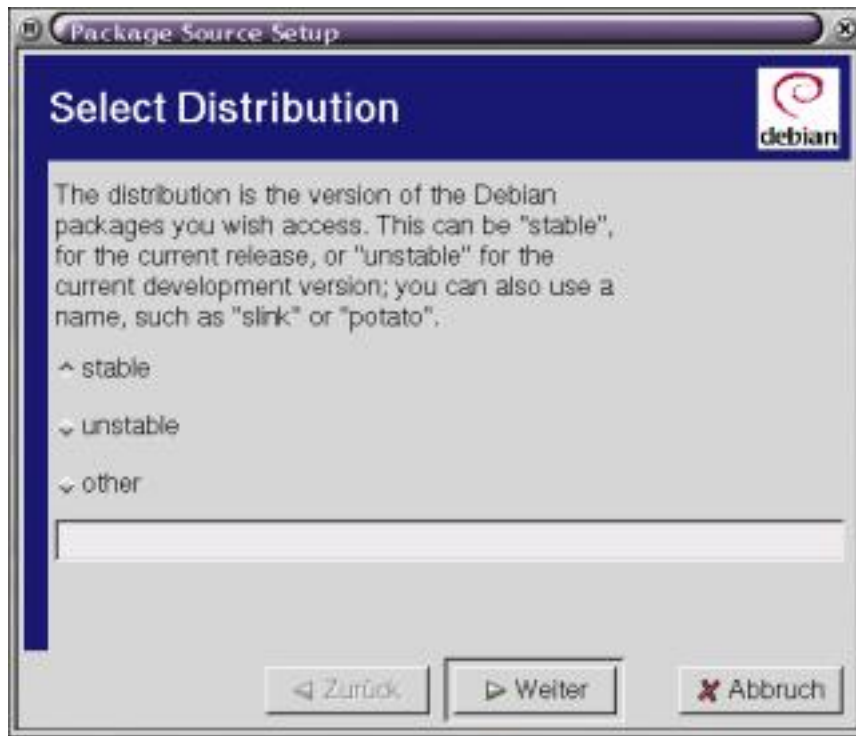 Package Source Setup
Select Distribution
debian
The distribution is the version of the Debian
packages you wish access. This can be "stable",
for the current release, or "unstable" for the
current development version; you can also use a
name, such as "slink" or "potato".
stable
unstable
other
Zurück
Weiter
Abbruch